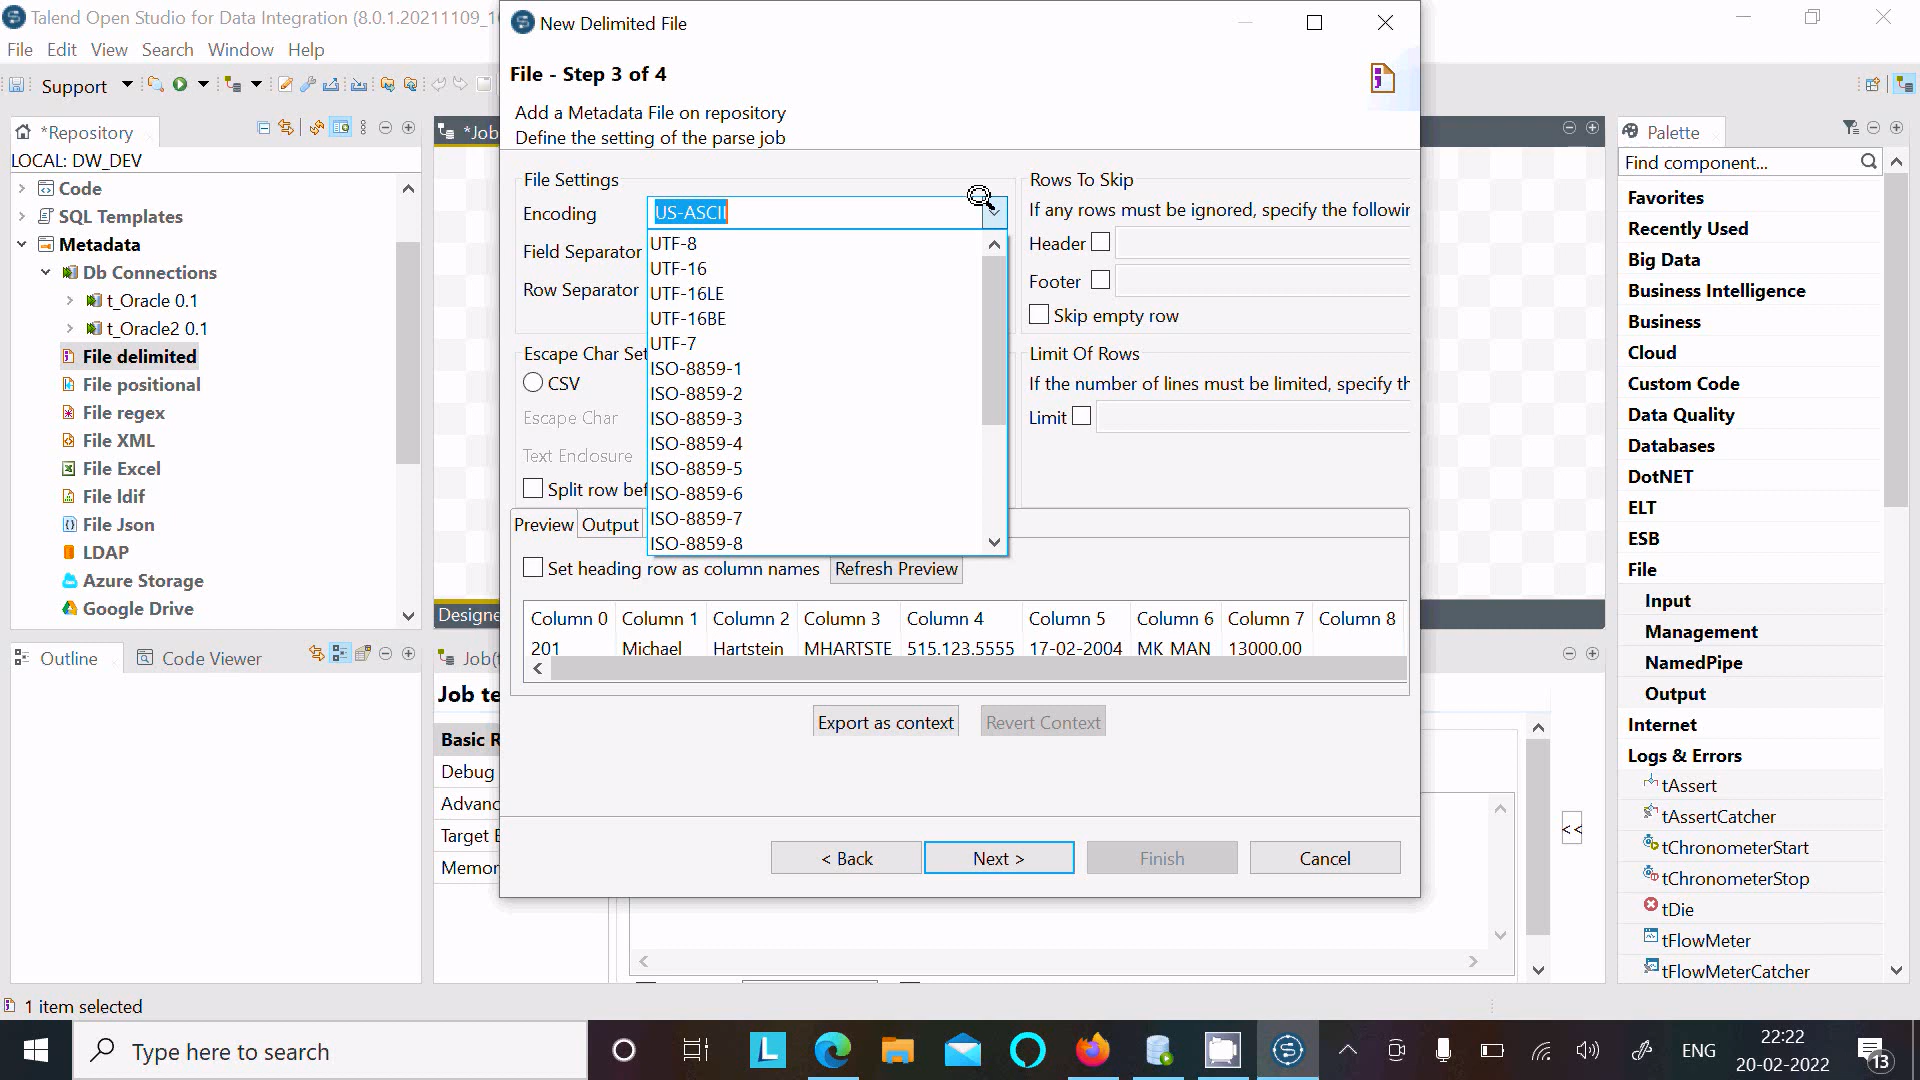 Talend Open Studio for Data Integration (8.0.1.20211109_1
File Edit View Search Window Help
Support
*Repository
LOCAL: DW_DEV
Code
SQL Templates
Metadata
Db Connections
t_Oracle 0.1
t_Oracle2 0.1
File delimited
File positional
File regex
File XML
File Excel
File ldif
File Json
LDAP
Azure Storage
Google Drive
Outline
Code Viewer
1 item selected
*Job
Designe
Job(
Job te
Basic R
Debug
Advanc
Target E
Memor
New Delimited File
File - Step 3 of 4
Add a Metadata File on repository
Define the setting of the parse job
File Settings
Encoding
US-ASCII
Field Separator
Row Separator
UTF-8
UTF-16
UTF-16LE
UTF-16BE
UTF-7
ISO-8859-1
ISO-8859-2
ISO-8859-3
ISO-8859-4
ISO-8859-5
ISO-8859-6
ISO-8859-7
ISO-8859-8
Escape Char Set
CSV
Escape Char
Text Enclosure
Split row bef
Rows To Skip
If any rows must be ignored, specify the followin
Header
Footer
Skip empty row
Limit Of Rows
If the number of lines must be limited, specify th
Limit
Preview Output
Set heading row as column names Refresh Preview
Column 0 Column 1 Column 2 Column 3 Column 4 Column 5 Column 6 Column 7 Column 8
201 Michael Hartstein MHARTSTE 515.123.5555 17-02-2004 MK_MAN 13000.00
Export as context Revert Context
< Back Next > Finish Cancel
<<
Palette
Find component...
Favorites
Recently Used
Big Data
Business Intelligence
Business
Cloud
Custom Code
Data Quality
Databases
DotNET
ELT
ESB
File
Input
Management
NamedPipe
Output
Internet
Logs & Errors
tAssert
tAssertCatcher
tChronometerStart
tChronometerStop
tDie
tFlowMeter
tFlowMeterCatcher
Type here to search
L
ENG
22:22
20-02-2022
13